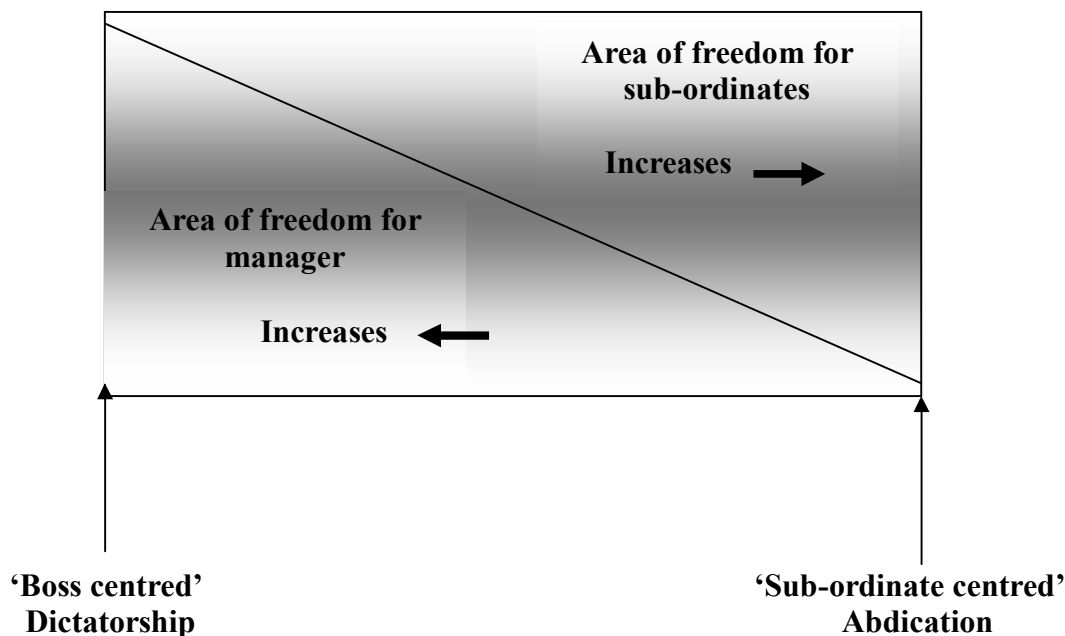 Area of freedom for
sub-ordinates
Increases
Area of freedom for
manager
Increases
‘Boss centred’
Dictatorship
‘Sub-ordinate centred’
Abdication